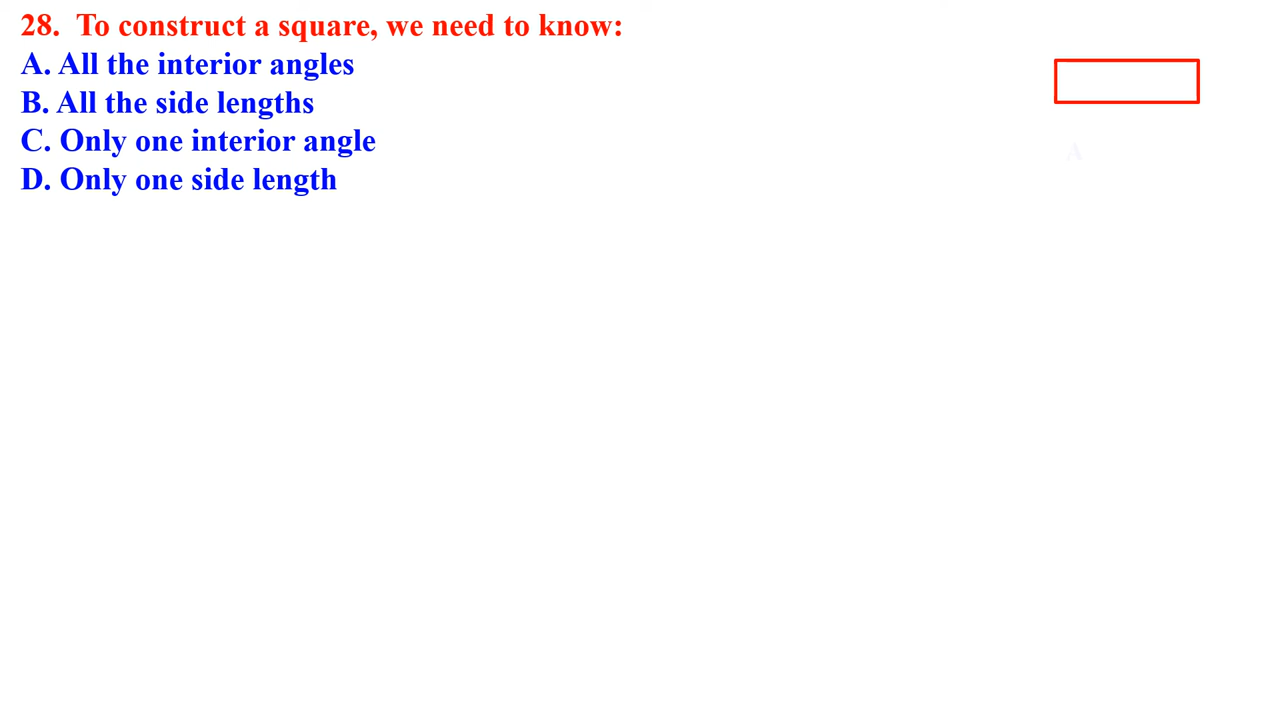 28. To construct a square, we need to know:
A. All the interior angles
B. All the side lengths
C. Only one interior angle
D. Only one side length
A